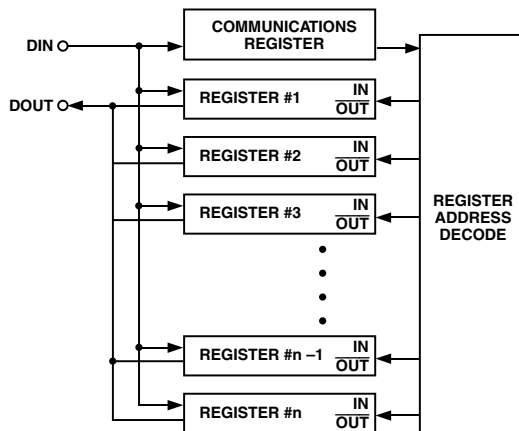 COMMUNICATIONS
REGISTER
DIN
DOUT
REGISTER #1
IN
OUT
REGISTER #2
IN
OUT
REGISTER #3
IN
OUT
REGISTER
ADDRESS
DECODE
REGISTER #n –1
IN
OUT
REGISTER #n
IN
OUT